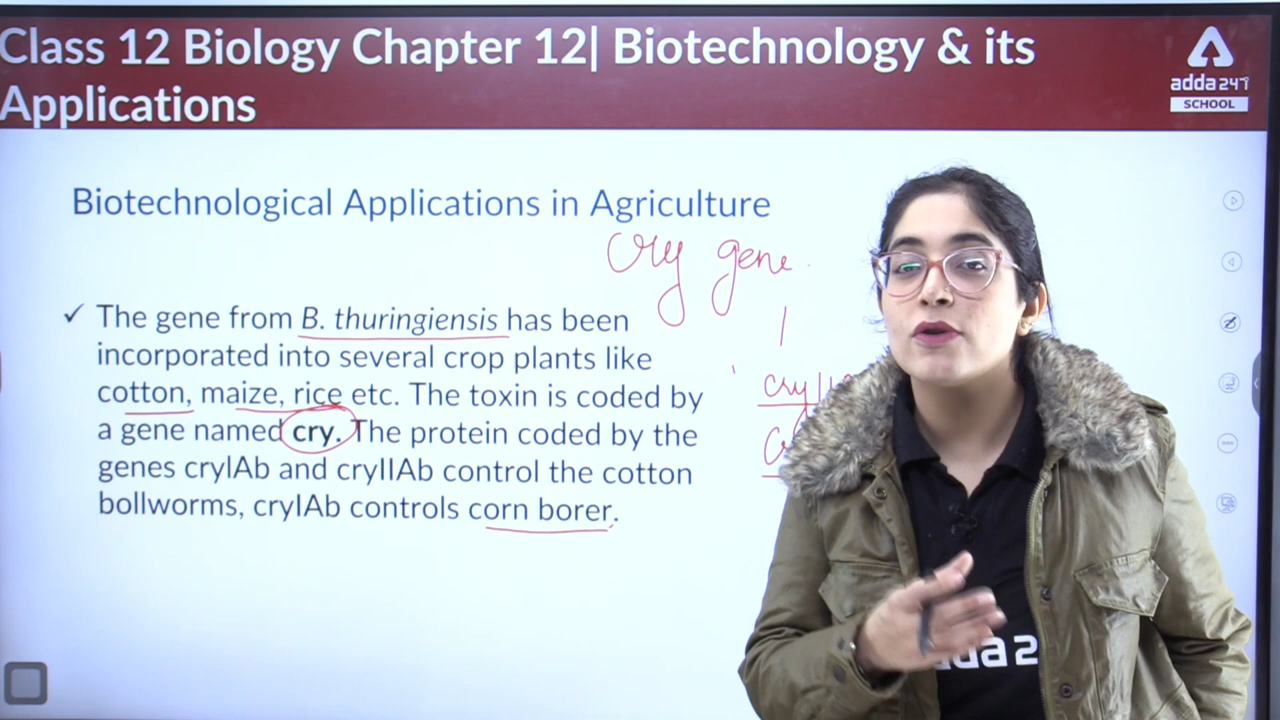 Class 12 Biology Chapter 12| Biotechnology & its
Applications
adda247
SCHOOL
Biotechnological Applications in Agriculture
cry gene
✓ The gene from B. thuringiensis has been
incorporated into several crop plants like
cotton, maize, rice etc. The toxin is coded by
a gene named cry. The protein coded by the
genes cryIAb and cryIIAb control the cotton
bollworms, cryIAb controls corn borer.
adda 2